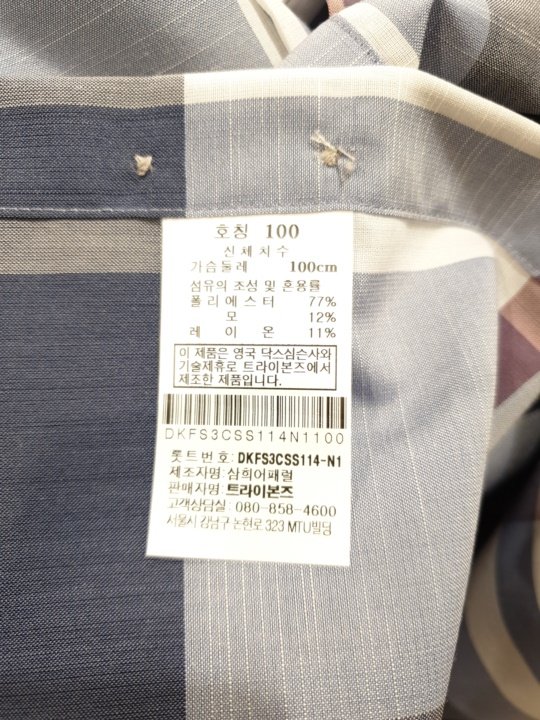 호칭 100
신체치수
가슴둘레 100cm
섬유의 조성 및 혼용률
폴리에스터 77%
모 12%
레이온 11%
이 제품은 영국 닥스심슨사와
기술제휴로 트라이본즈에서
제조한 제품입니다.
DKFS3CSS114N1100
롯트번호: DKFS3CSS114-N1
제조자명: 삼희어패럴
판매자명: 트라이본즈
고객상담실: 080-858-4600
서울시 강남구 논현로 323 MTU빌딩